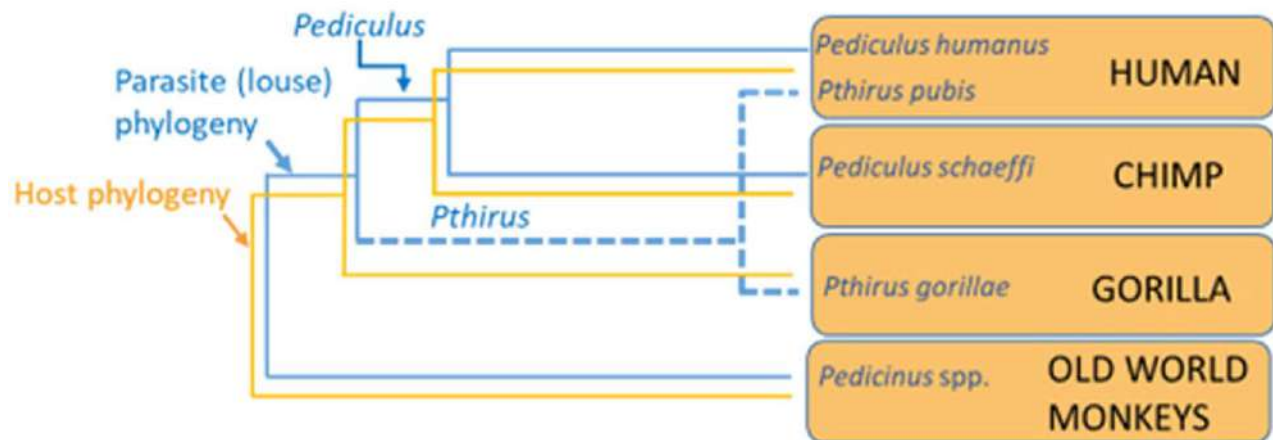 Pediculus
Parasite (louse)
phylogeny
Host phylogeny
Pthirus
Pediculus humanus
HUMAN
Pthirus pubis
Pediculus schaeffi
CHIMP
Pthirus gorillae
GORILLA
Pedicinus spp.
OLD WORLD
MONKEYS